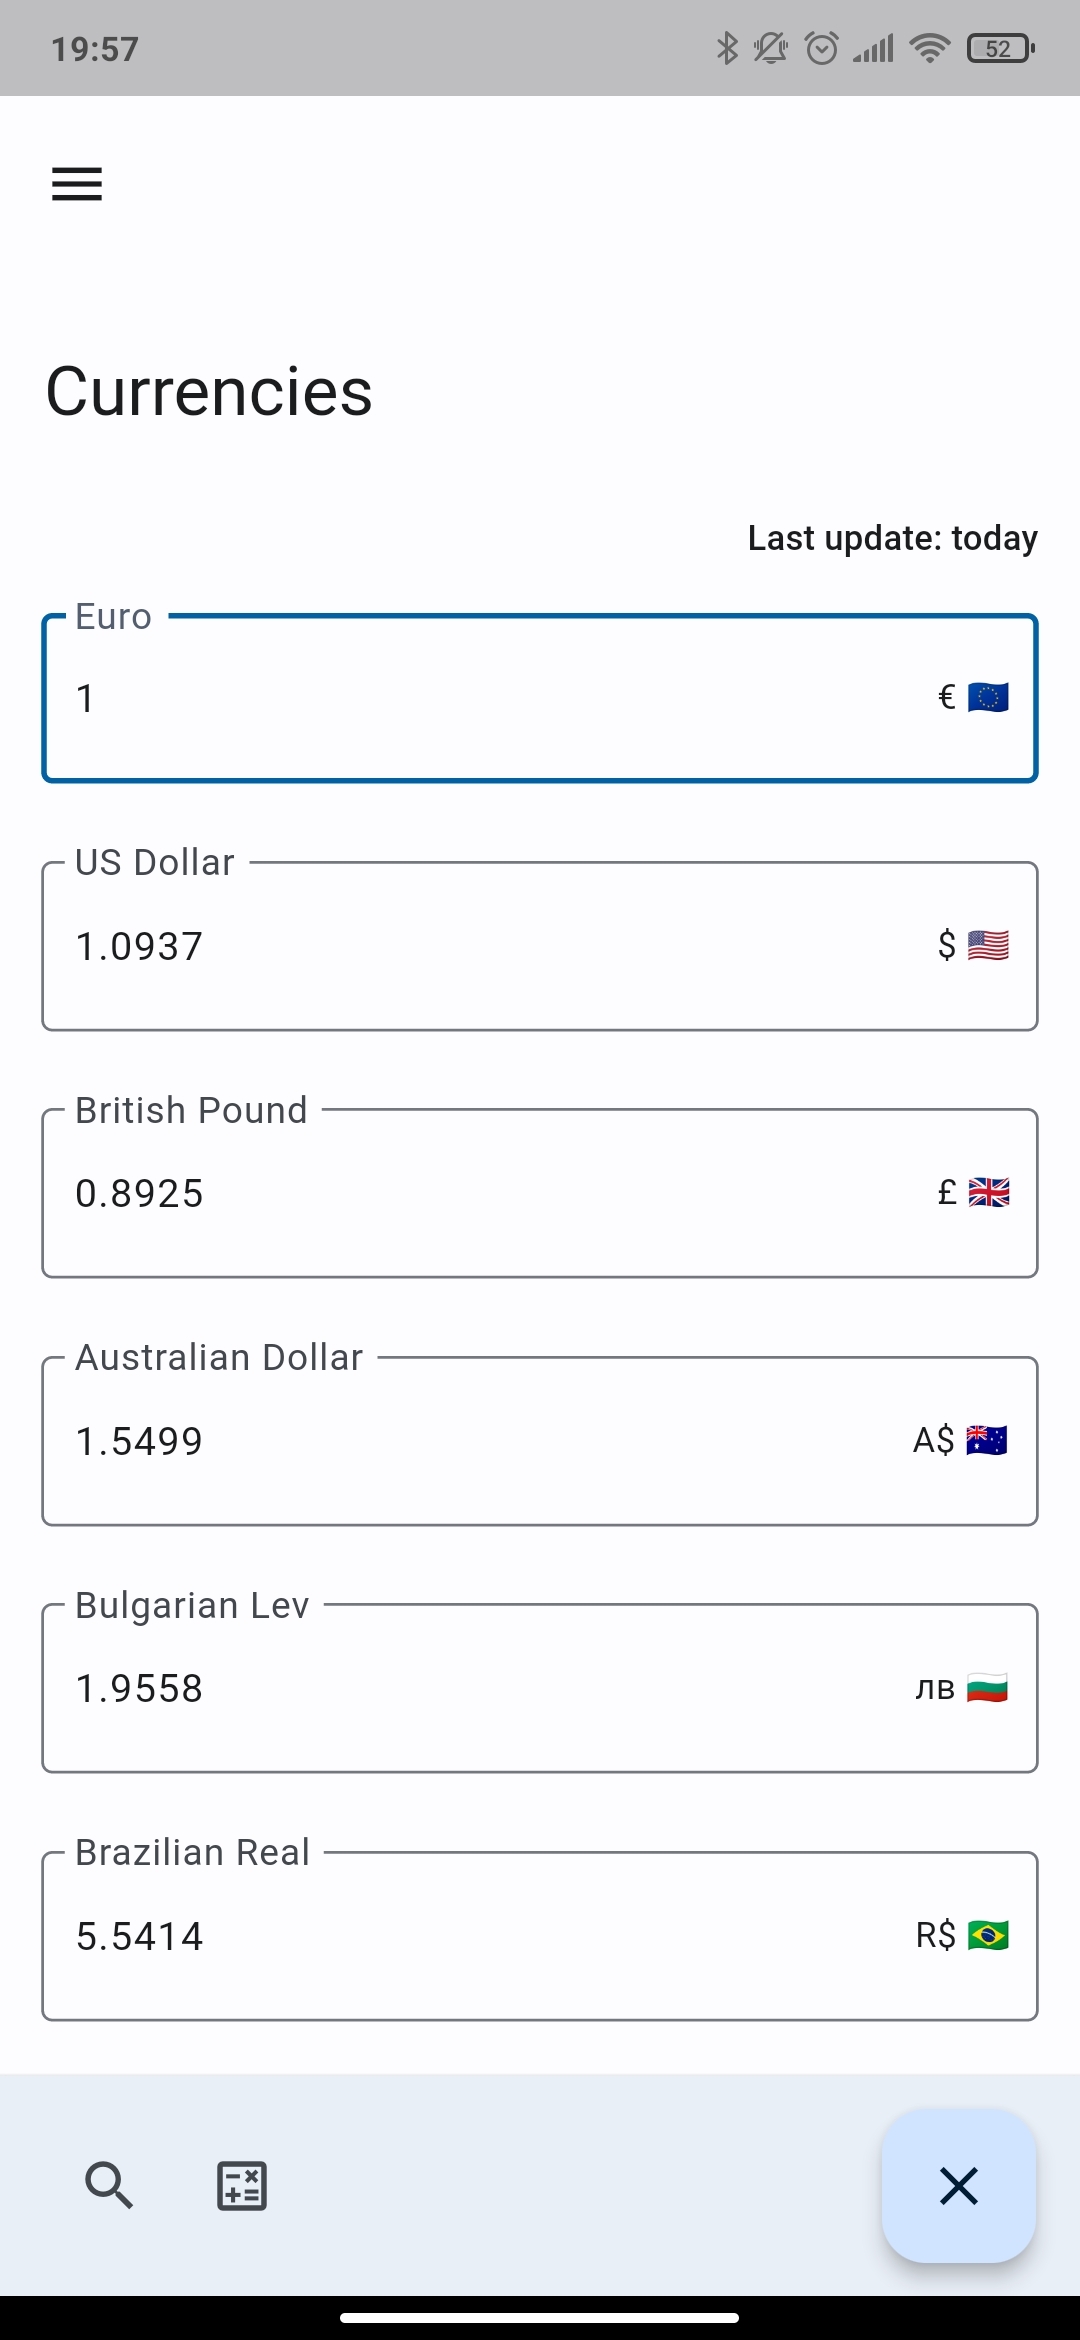 19:57
52
Currencies
Last update: today
Euro
1 €
US Dollar
1.0937 $
British Pound
0.8925 £
Australian Dollar
1.5499 A$
Bulgarian Lev
1.9558 лв
Brazilian Real
5.5414 R$